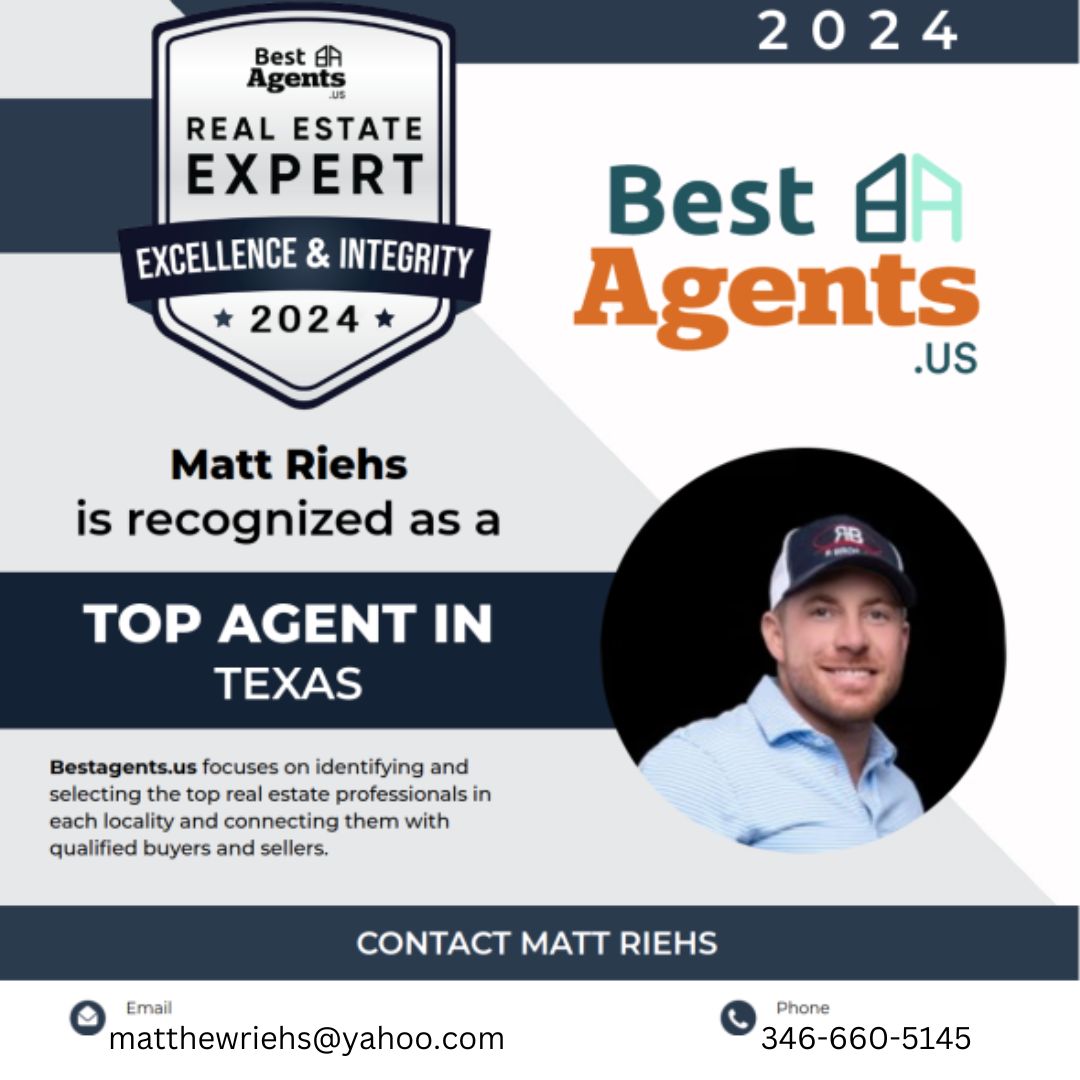 2024
Best
Agents
.US
REAL ESTATE
EXPERT
EXCELLENCE & INTEGRITY
2024
Best
Agents
.US
Matt Riehs
is recognized as a
TOP AGENT IN
TEXAS
RB
Bestagents.us focuses on identifying and
selecting the top real estate professionals in
each locality and connecting them with
qualified buyers and sellers.
CONTACT MATT RIEHS
Email
matthewriehs@yahoo.com
Phone
346-660-5145